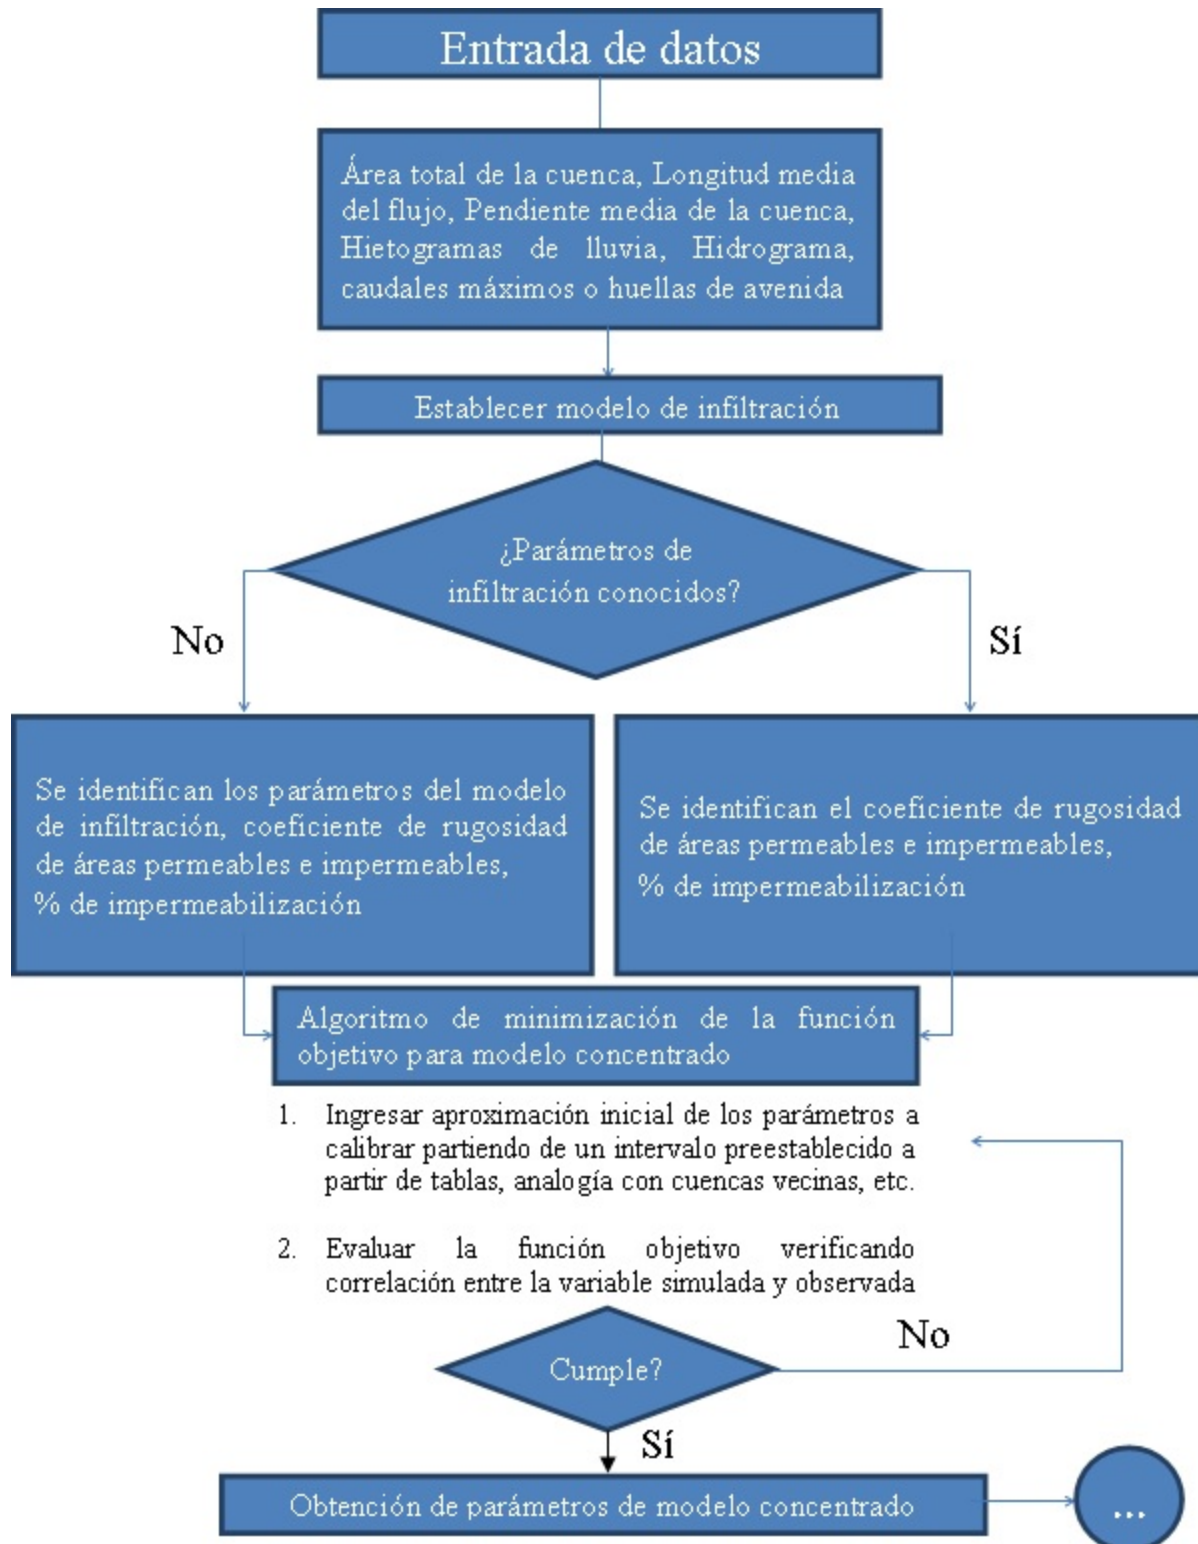 Entrada de datos
Área total de la cuenca, Longitud media
del flujo, Pendiente media de la cuenca,
Hietogramas de lluvia, Hidrograma,
caudales máximos o huellas de avenida
Establecer modelo de infiltración
¿Parámetros de
infiltración conocidos?
No
Sí
Se identifican los parámetros del modelo
de infiltración, coeficiente de rugosidad
de áreas permeables e impermeables,
% de impermeabilización
Se identifican el coeficiente de rugosidad
de áreas permeables e impermeables,
% de impermeabilización
Algoritmo de minimización de la función
objetivo para modelo concentrado
1. Ingresar aproximación inicial de los parámetros a
calibrar partiendo de un intervalo preestablecido a
partir de tablas, analogía con cuencas vecinas, etc.
2. Evaluar la función objetivo verificando
correlación entre la variable simulada y observada
Cumple?
No
Sí
Obtención de parámetros de modelo concentrado
...